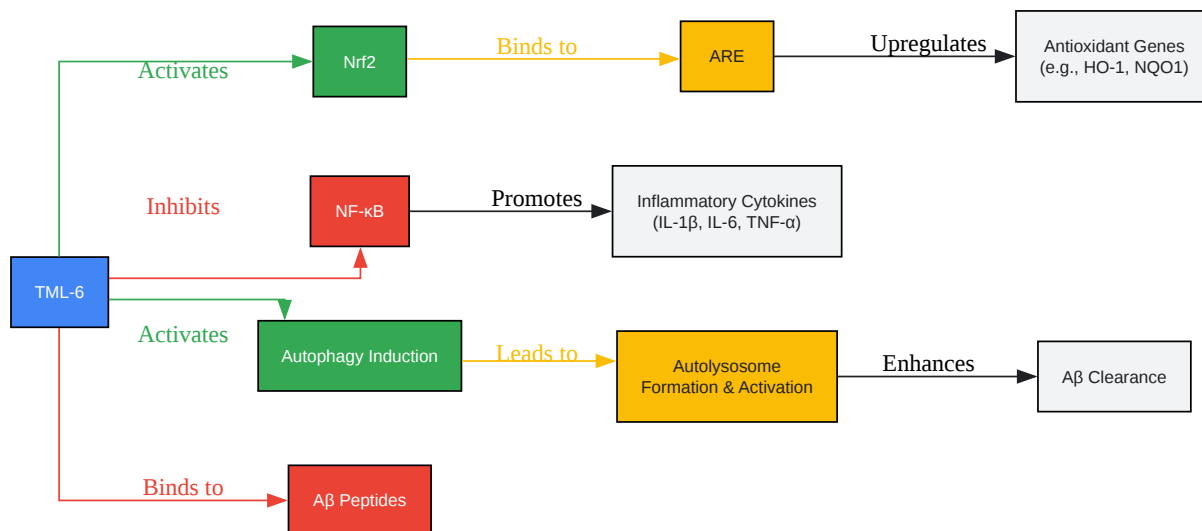 Activates
Nrf2
Binds to
ARE
Upregulates
Antioxidant Genes
(e.g., HO-1, NQO1)
Inhibits
NF-κB
Promotes
Inflammatory Cytokines
(IL-1β, IL-6, TNF-α)
TML-6
Activates
Autophagy Induction
Leads to
Autolysosome
Formation & Activation
Enhances
Aβ Clearance
Binds to
Aβ Peptides